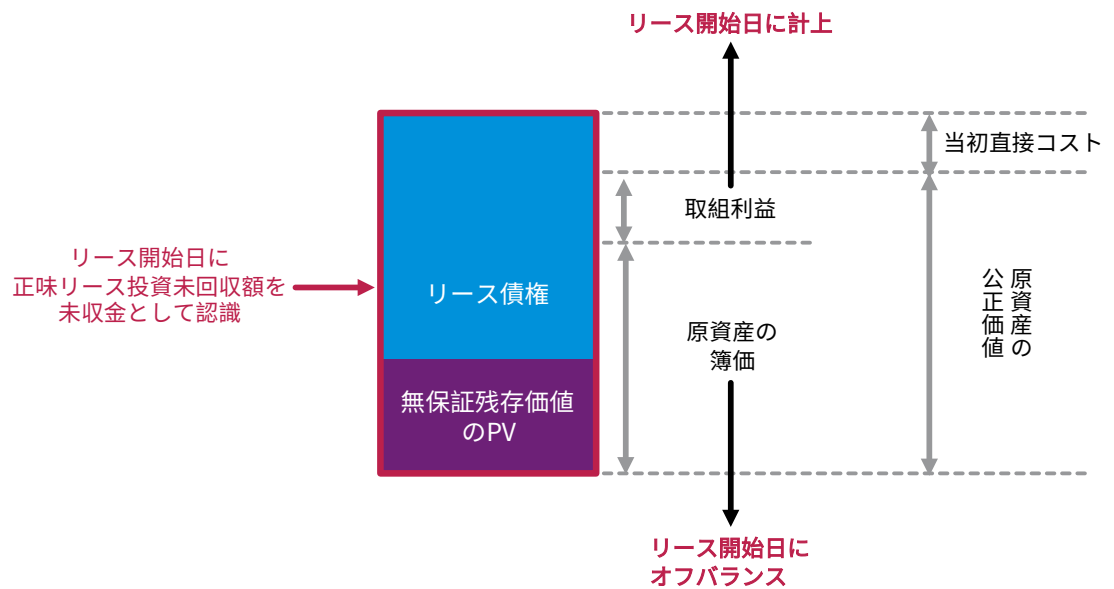 リース開始日に計上
当初直接コスト
取組利益
リース開始日に
正味リース投資未回収額を
未収金として認識
リース債権
原資産の
公正価値
原資産の
簿価
無保証残存価値
のPV
リース開始日に
オフバランス